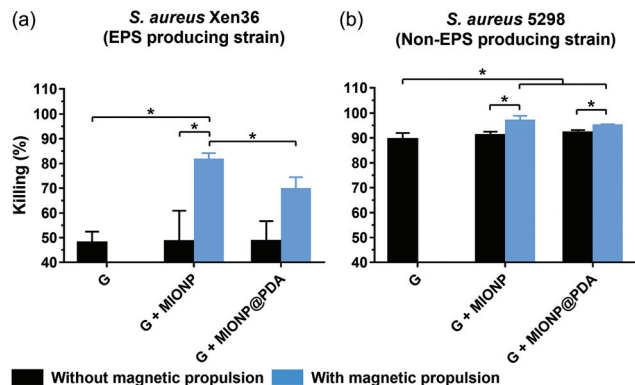 (a)
S. aureus Xen36
(EPS producing strain)
Killing (%)
110
100
90
80
70
60
50
40
*
*
*
G
G + MIONP
G + MIONP@PDA
(b)
S. aureus 5298
(Non-EPS producing strain)
110
100
90
80
70
60
50
40
*
*
*
G
G + MIONP
G + MIONP@PDA
Without magnetic propulsion
With magnetic propulsion